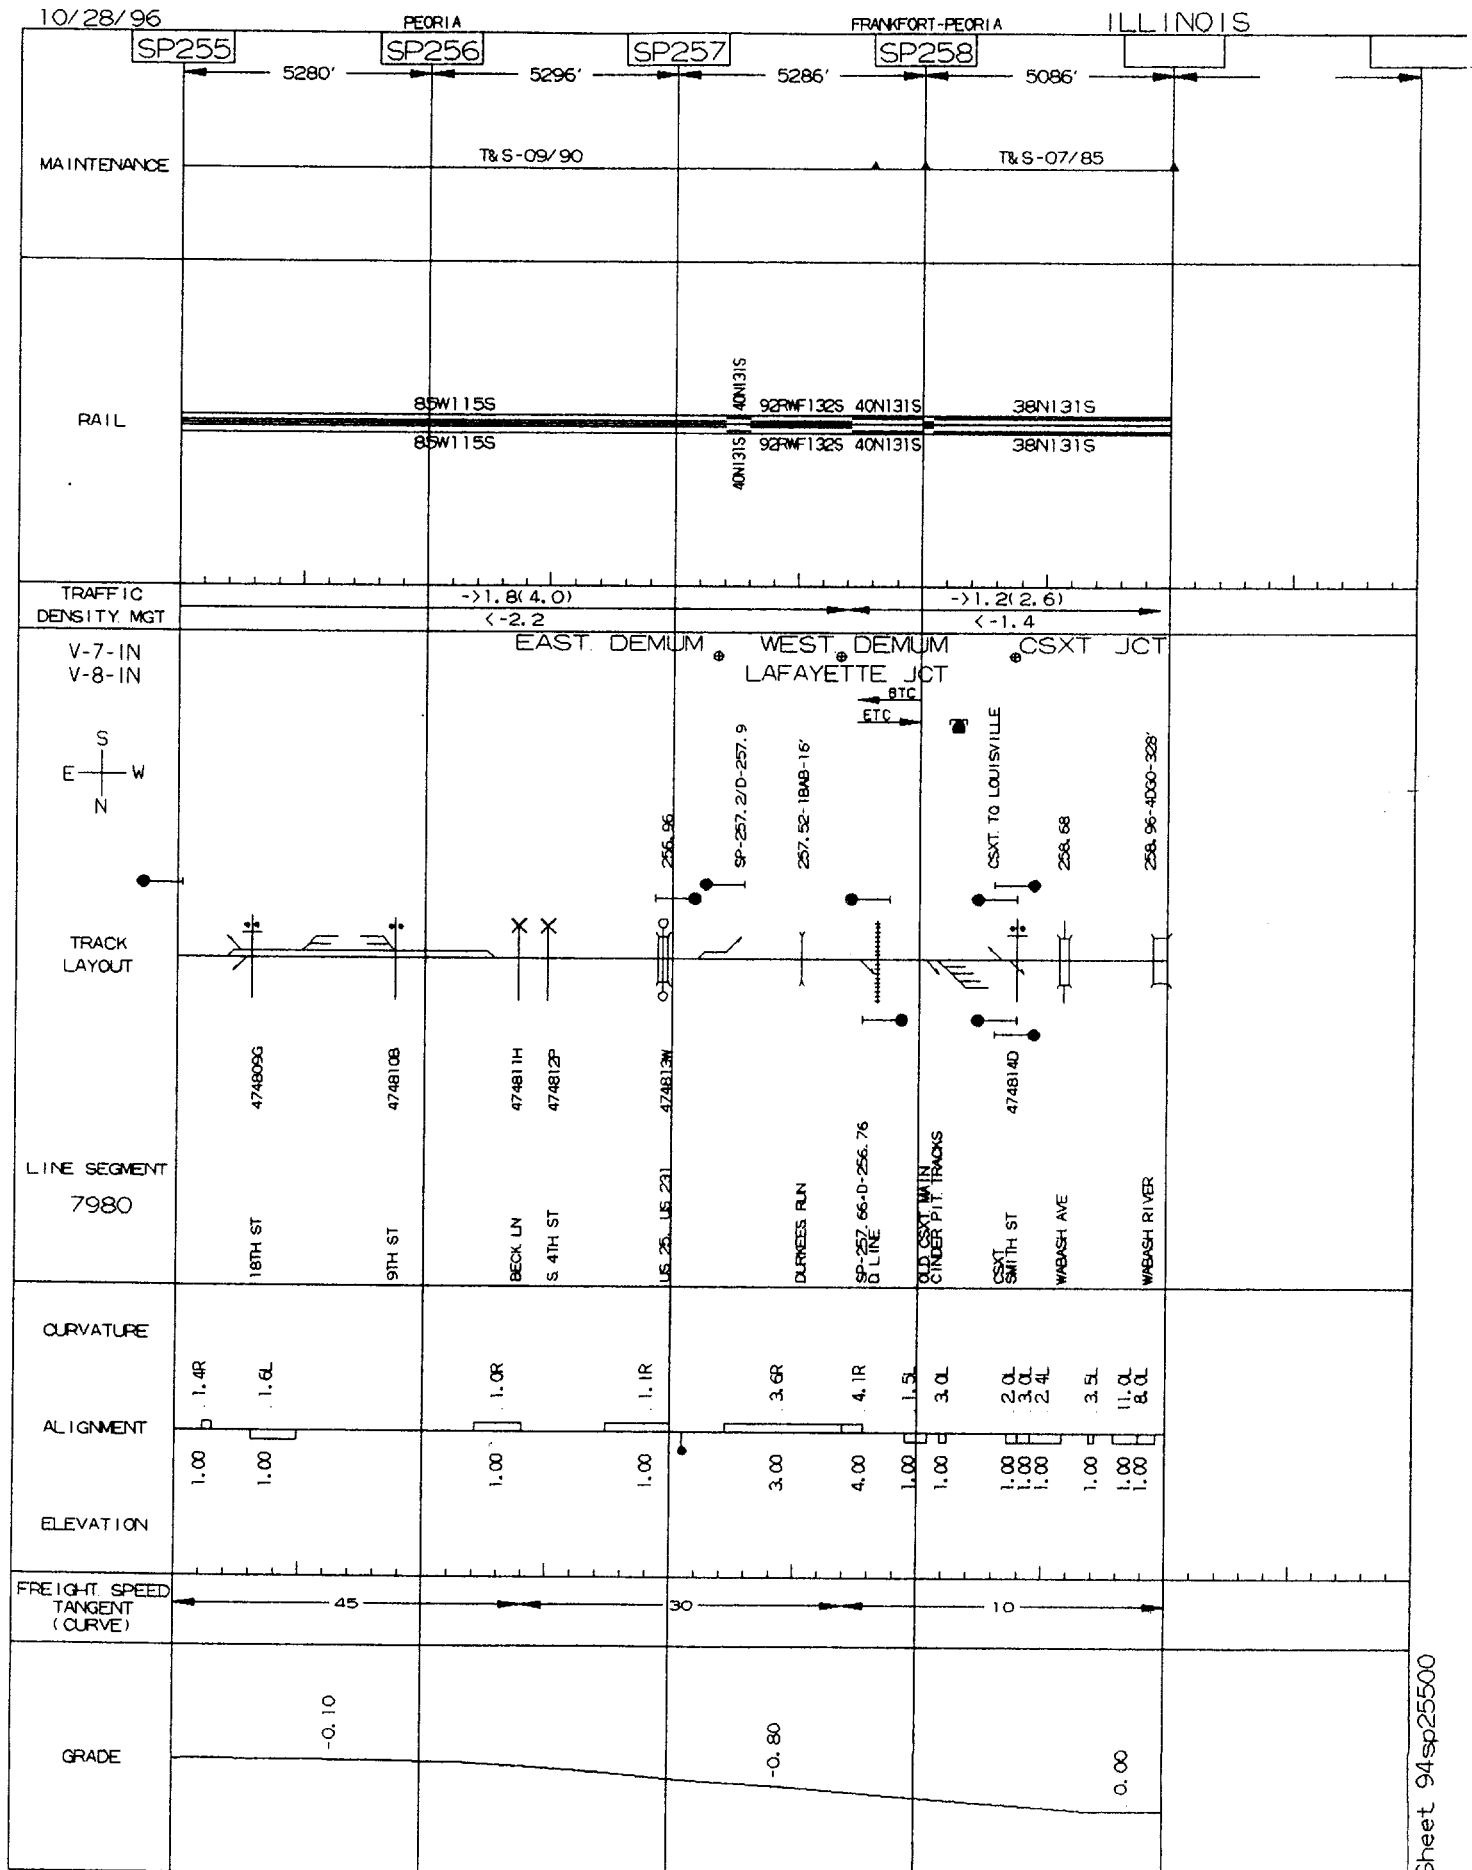 10/28/96
PEORIA
FRANKFORT-PEORIA
ILLINOIS
SP255
SP256
SP257
SP258
5280'
5296'
5286'
5086'
MAINTENANCE
T&S-09/90
T&S-07/85
RAIL
85W115S
40N131S
92RWF132S
40N131S
38N131S
85W115S
40N131S
92RWF132S
40N131S
38N131S
TRAFFIC
DENSITY MGT
->1.8(4.0)
<-2.2
->1.2(2.6)
<-1.4
V-7-IN
V-8-IN
EAST DEMUM
WEST DEMUM
CSXT JCT
LAFAYETTE JCT
BTC
ETC
S
E
W
N
256.96
SP-257.2/D-257.9
257.52-1BAB-16'
CSXT TO LOUISVILLE
258.68
258.96-4DGO-328'
TRACK
LAYOUT
474809G
474810B
474811H
474812P
474813W
474814D
LINE SEGMENT
7980
18TH ST
9TH ST
BECK LN
S 4TH ST
US 25, US 231
DURKEES RUN
SP-257.66=D-256.76
D LINE
OLD CSXT MAIN
CINDER PIT TRACKS
CSXT
SMITH ST
WABASH AVE
WABASH RIVER
CURVATURE
1.4R
1.6L
1.0R
1.1R
3.6R
4.1R
1.5L
3.0L
2.0L
3.0L
2.4L
3.5L
11.0L
8.0L
ALIGNMENT
1.00
1.00
1.00
1.00
3.00
4.00
1.00
1.00
1.00
1.00
1.00
1.00
1.00
1.00
ELEVATION
FREIGHT SPEED
TANGENT
(CURVE)
45
30
10
GRADE
-0.10
-0.80
0.00
Sheet 94sp25500